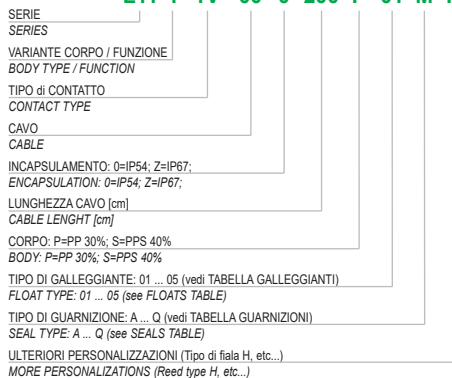 SERIE
SERIES
VARIANTE CORPO / FUNZIONE
BODY TYPE / FUNCTION
TIPO di CONTATTO
CONTACT TYPE
CAVO
CABLE
INCAPSULAMENTO: 0=IP54; Z=IP67;
ENCAPSULATION: 0=IP54; Z=IP67;
LUNGHEZZA CAVO [cm]
CABLE LENGHT [cm]
CORPO: P=PP 30%; S=PPS 40%
BODY: P=PP 30%; S=PPS 40%
TIPO DI GALLEGGIANTE: 01 ... 05 (vedi TABELLA GALLEGGIANTI)
FLOAT TYPE: 01 ... 05 (see FLOATS TABLE)
TIPO DI GUARNIZIONE: A ... Q (vedi TABELLA GUARNIZIONI)
SEAL TYPE: A ... Q (see SEALS TABLE)
ULTERIORI PERSONALIZZAZIONI (Tipo di fiala H, etc...)
MORE PERSONALIZATIONS (Reed type H, etc...)